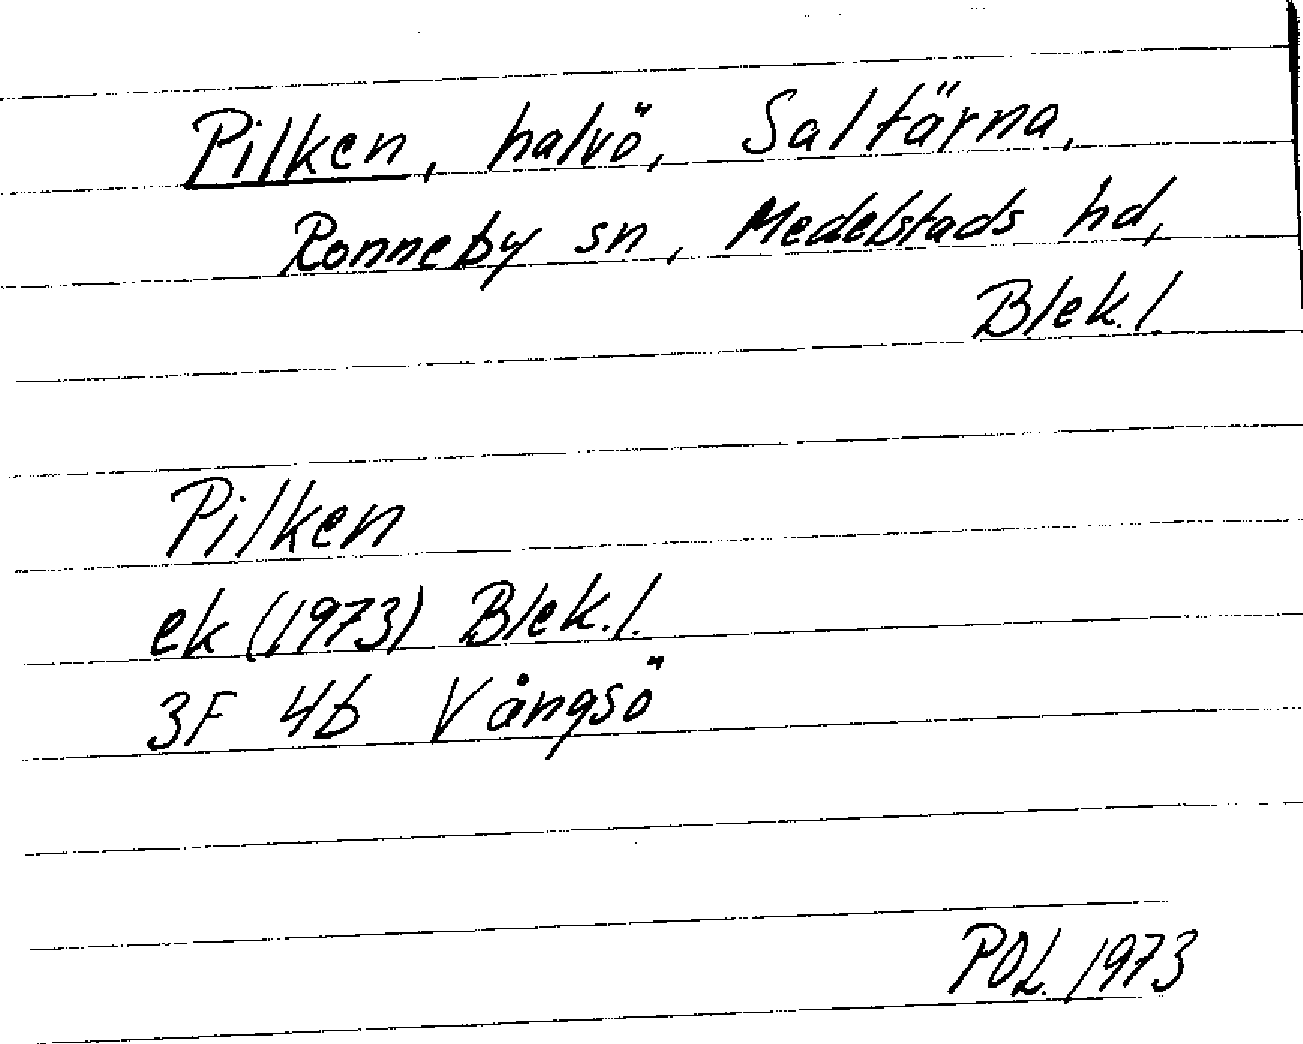 Pilken, halvö, Saltärna,
Ronneby sn, Medelstads hd,
Blek.l.
Pilken
ek (1973) Blek.l.
3F 4b Vångsö
POL. 1973